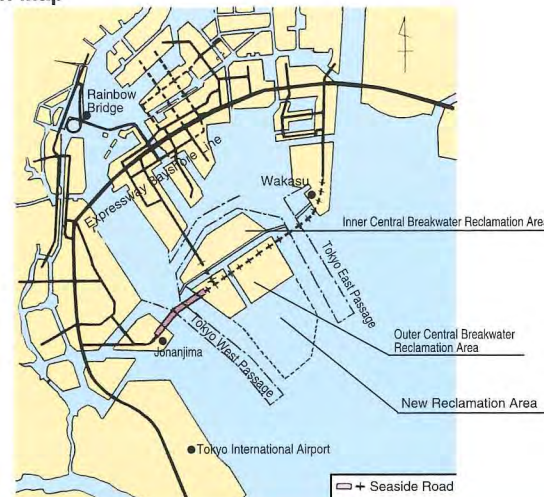 Rainbow
Bridge
Expressway Bayshore Line
Wakasu
Inner Central Breakwater Reclamation Area
Tokyo East Passage
Outer Central Breakwater
Reclamation Area
Tokyo West Passage
Jonanjima
New Reclamation Area
Tokyo International Airport
Seaside Road